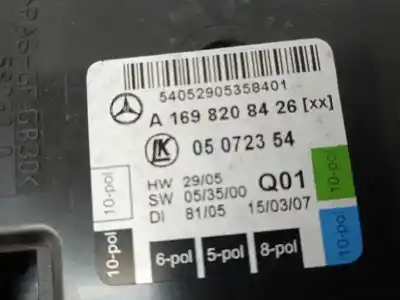 54052905358401
A 169 820 84 26 [xx]
LK
05 0723 54
HW 29/05
SW 05/35/00
DI 81/05
Q01
15/03/07
10-pol
10-pol
6-pol
5-pol
8-pol
10-pol
10-pol